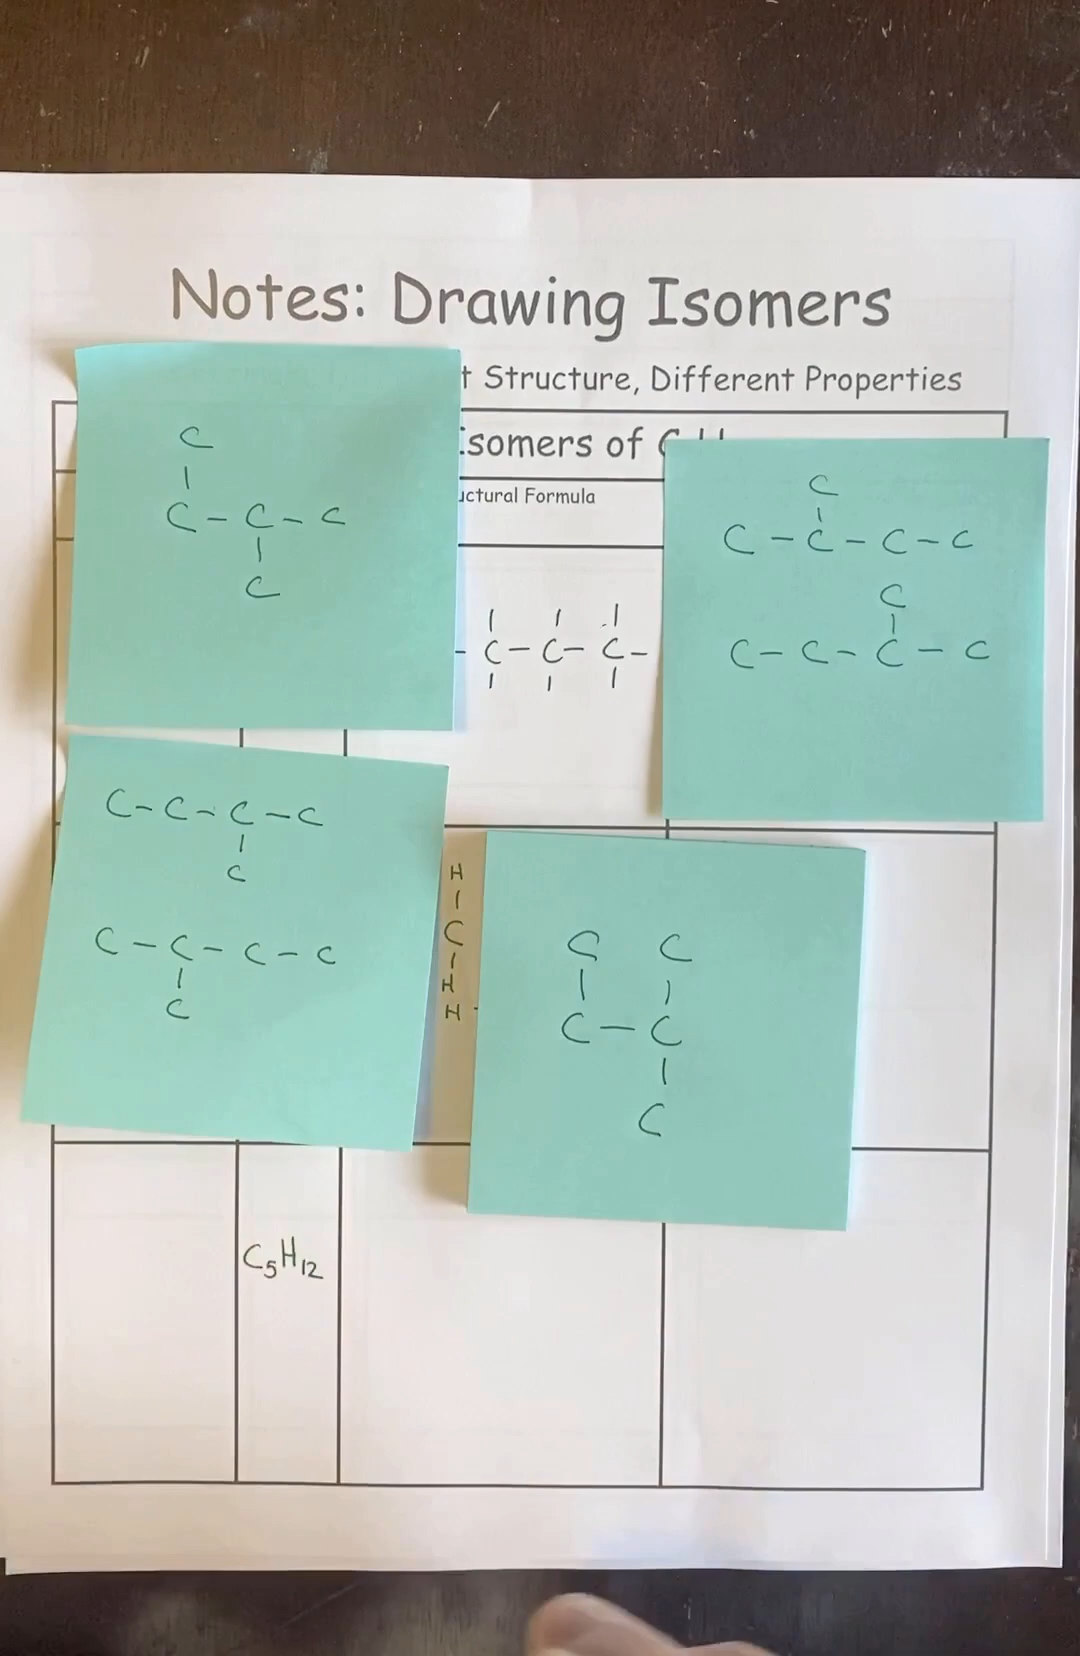 Notes: Drawing Isomers
t Structure, Different Properties
somers of C
uctural Formula
C
|
C - C - C
|
C
C
|
C - C - C - C
C
|
C - C - C - C
| | |
- C - C - C -
| | |
C - C - C - C
|
C
C - C - C - C
|
C
H
|
C
|
H
H -
C C
| |
C - C
|
C
C₅H₁₂